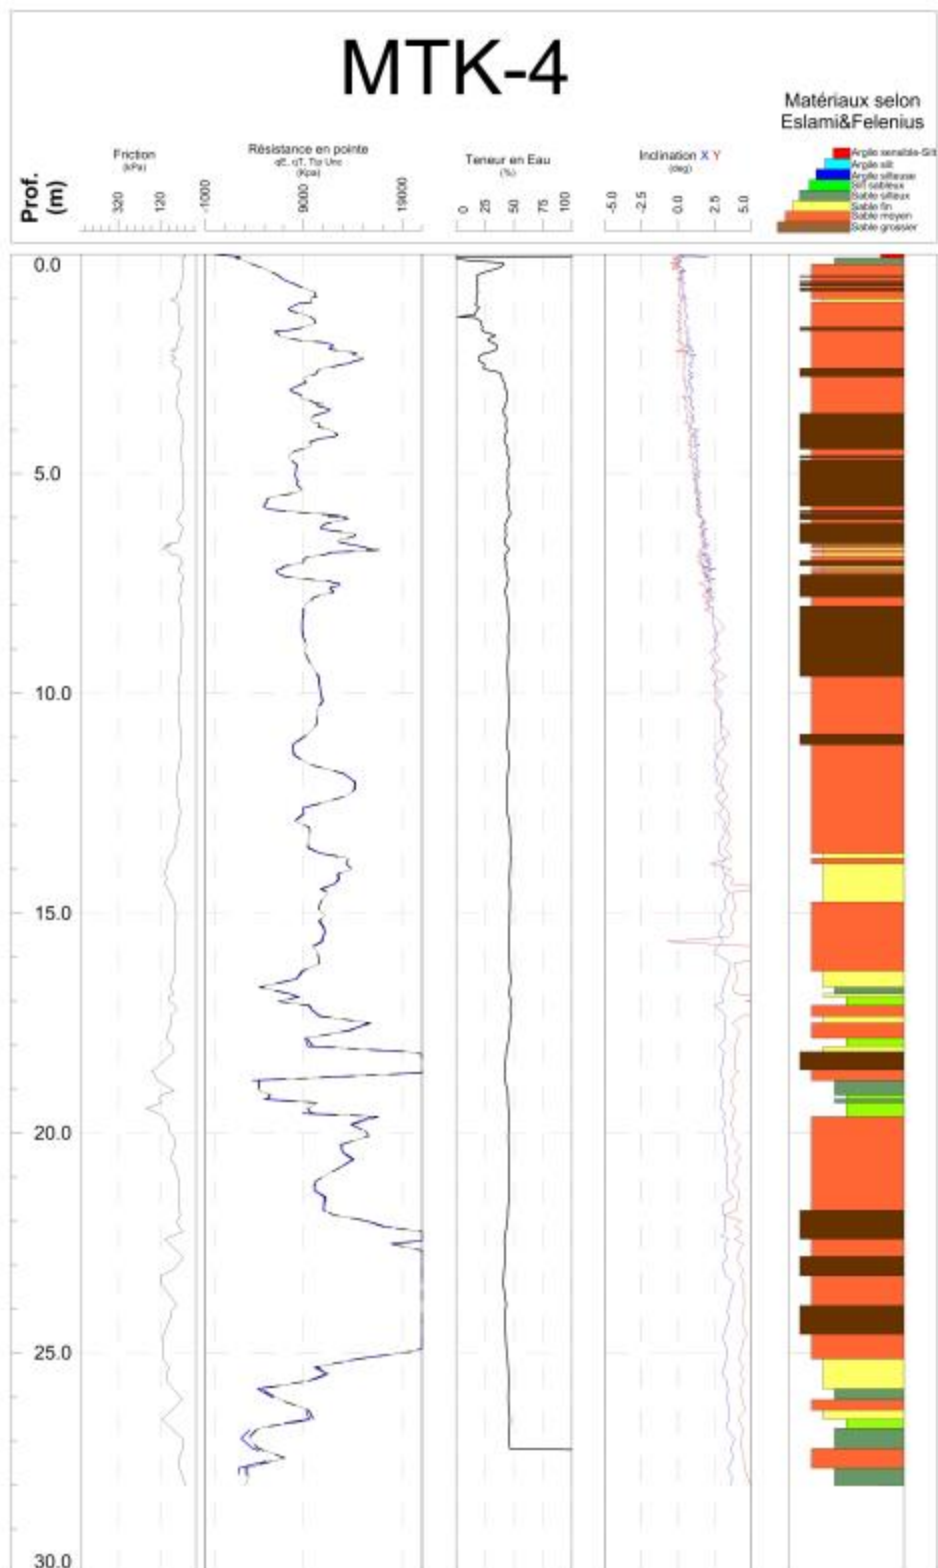 MTK-4
Matériaux selon
Eslami&Felenius
Argile sensible-Silt
Argile silt
Argile silteuse
Silt sableux
Sable silteux
Sable fin
Sable moyen
Sable grossier
Prof.
(m)
Friction
(kPa)
320
120
Résistance en pointe
(Kpa)
-1000
9000
19000
Teneur en Eau
(%)
0
25
50
75
100
Inclination X Y
(deg)
-5.0
-2.5
0.0
2.5
5.0
0.0
5.0
10.0
15.0
20.0
25.0
30.0